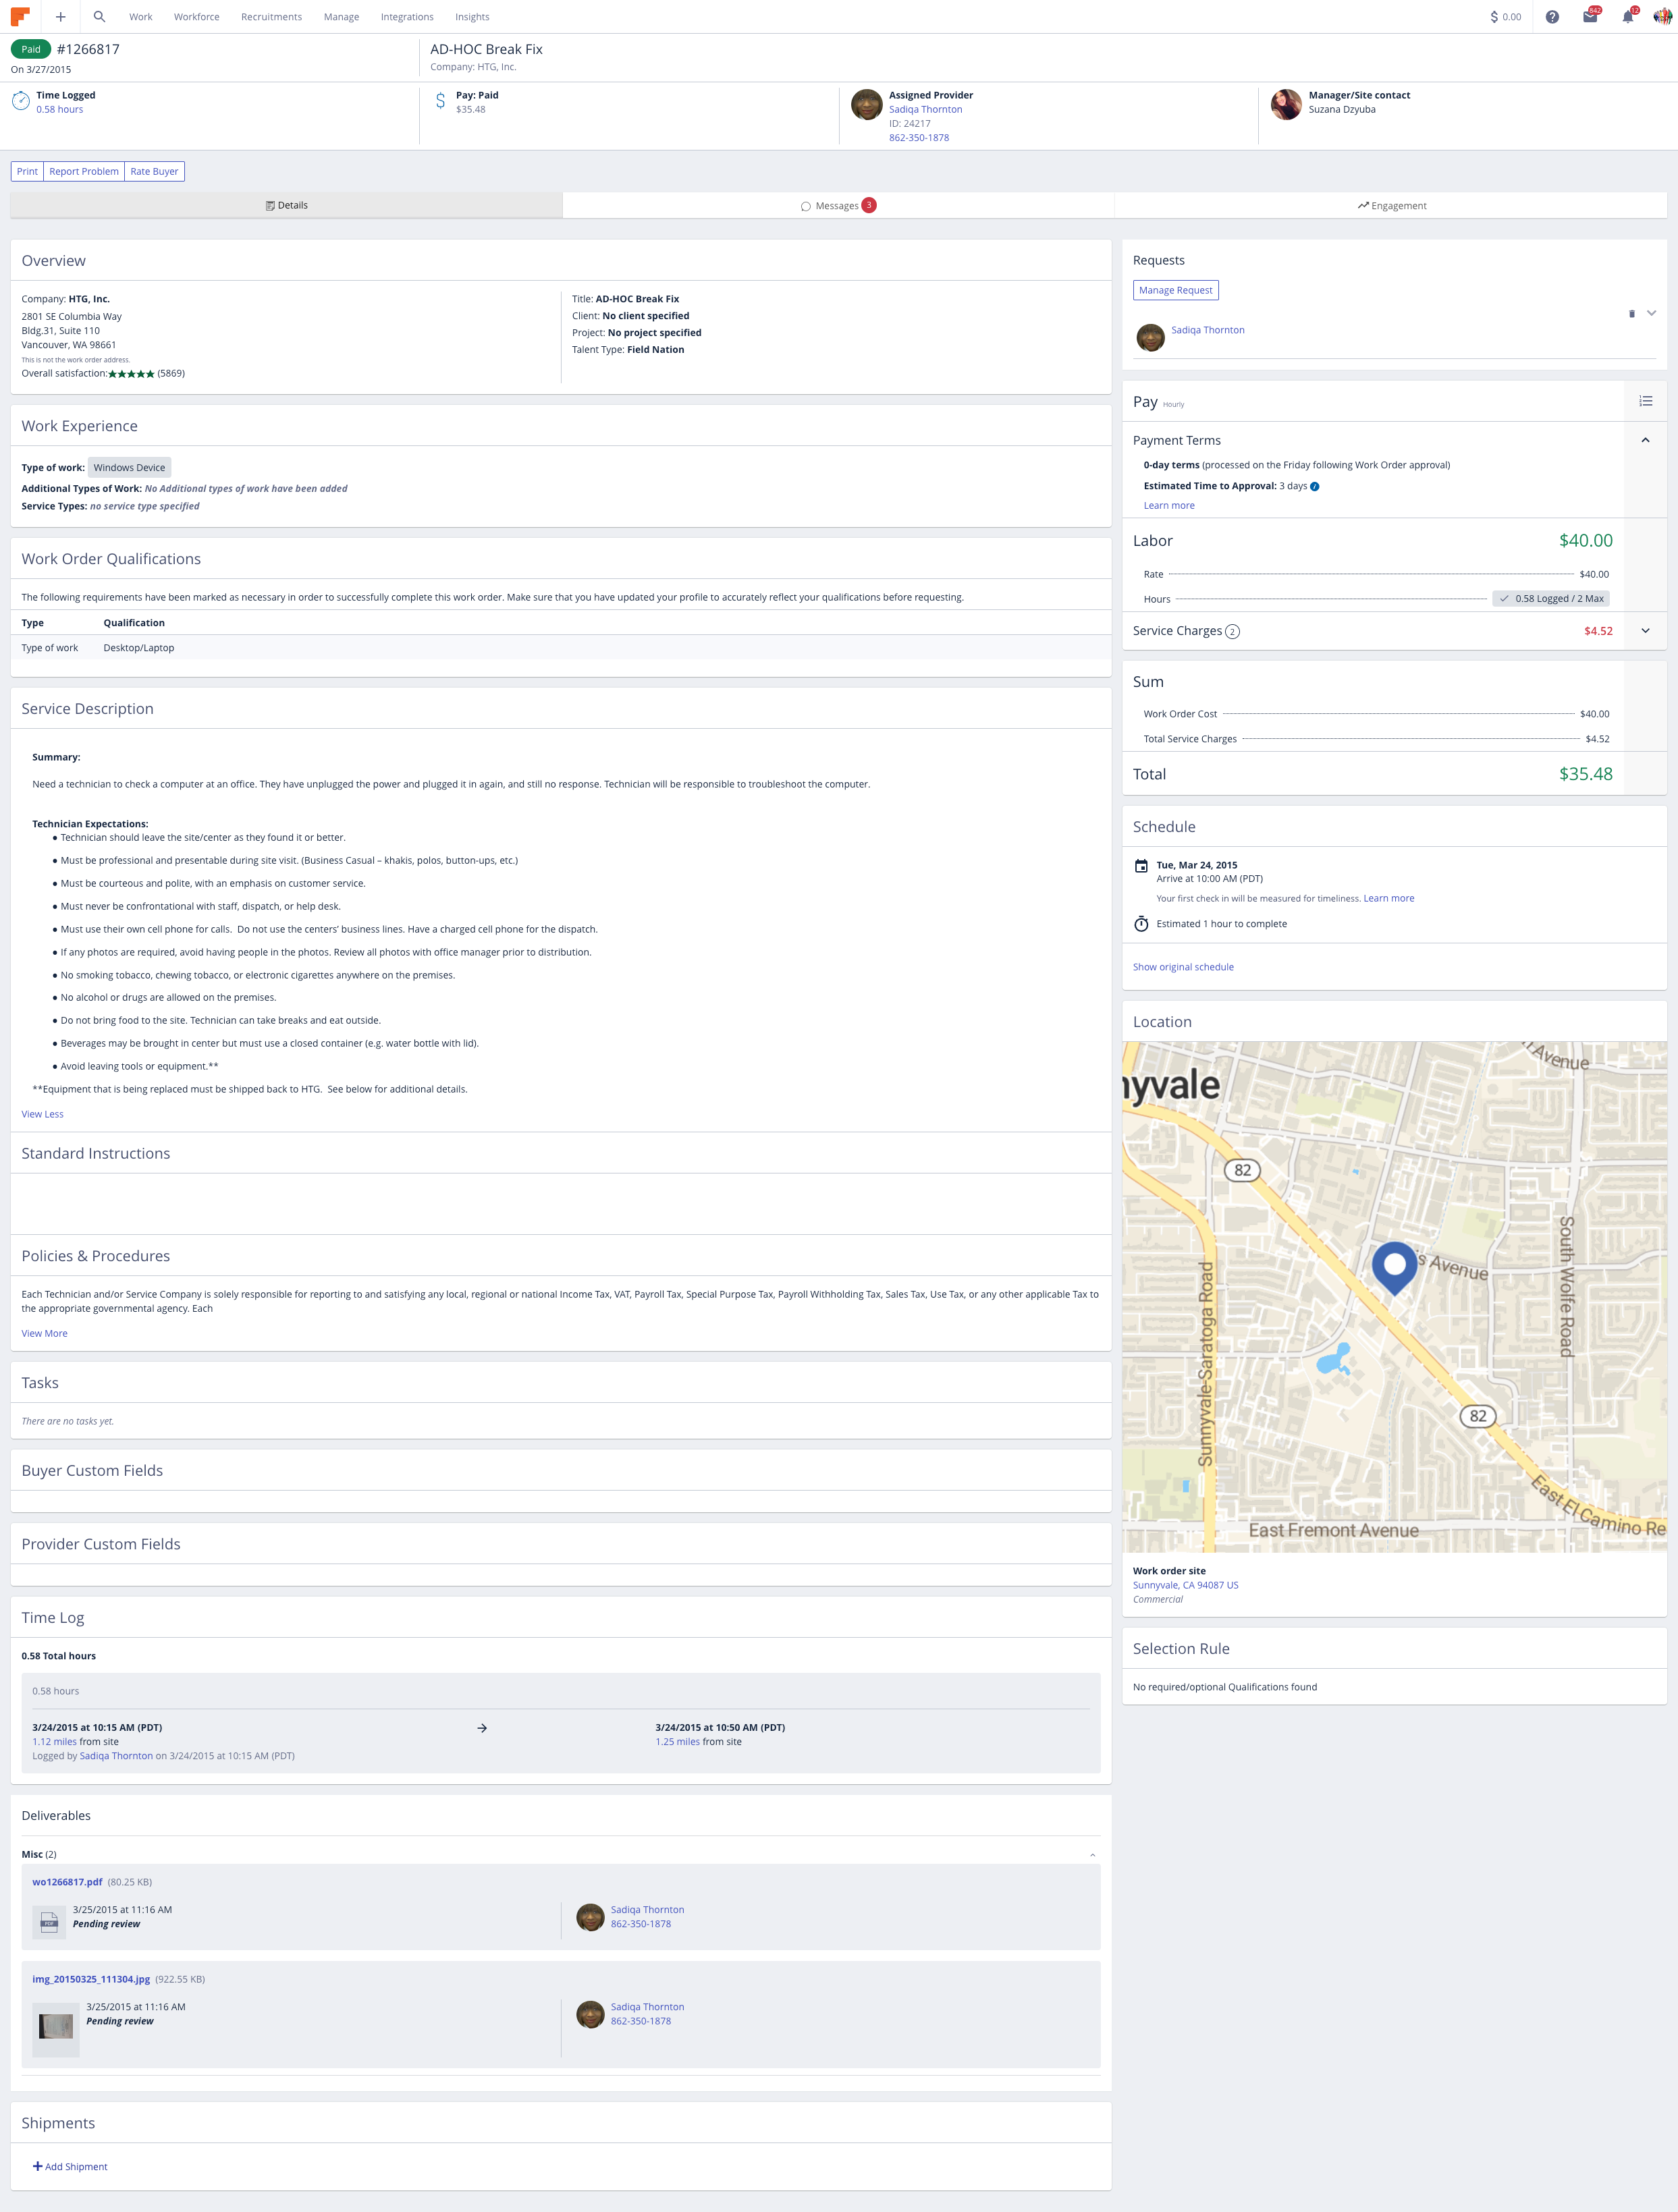 Work Workforce Recruitments Manage Integrations Insights $ 0.00 842 12
Paid #1266817
On 3/27/2015
AD-HOC Break Fix
Company: HTG, Inc.
Time Logged
0.58 hours
Pay: Paid
$35.48
Assigned Provider
Sadiqa Thornton
ID: 24217
862-350-1878
Manager/Site contact
Suzana Dzyuba
Print Report Problem Rate Buyer
Details Messages 3 Engagement
Overview
Company: HTG, Inc.
2801 SE Columbia Way
Bldg.31, Suite 110
Vancouver, WA 98661
This is not the work order address.
Overall satisfaction:★★★★★ (5869)
Title: AD-HOC Break Fix
Client: No client specified
Project: No project specified
Talent Type: Field Nation
Work Experience
Type of work: Windows Device
Additional Types of Work: No Additional types of work have been added
Service Types: no service type specified
Work Order Qualifications
The following requirements have been marked as necessary in order to successfully complete this work order. Make sure that you have updated your profile to accurately reflect your qualifications before requesting.
Type Qualification
Type of work Desktop/Laptop
Service Description
Summary:
Need a technician to check a computer at an office. They have unplugged the power and plugged it in again, and still no response. Technician will be responsible to troubleshoot the computer.
Technician Expectations:
● Technician should leave the site/center as they found it or better.
● Must be professional and presentable during site visit. (Business Casual – khakis, polos, button-ups, etc.)
● Must be courteous and polite, with an emphasis on customer service.
● Must never be confrontational with staff, dispatch, or help desk.
● Must use their own cell phone for calls. Do not use the centers' business lines. Have a charged cell phone for the dispatch.
● If any photos are required, avoid having people in the photos. Review all photos with office manager prior to distribution.
● No smoking tobacco, chewing tobacco, or electronic cigarettes anywhere on the premises.
● No alcohol or drugs are allowed on the premises.
● Do not bring food to the site. Technician can take breaks and eat outside.
● Beverages may be brought in center but must use a closed container (e.g. water bottle with lid).
● Avoid leaving tools or equipment.**
**Equipment that is being replaced must be shipped back to HTG. See below for additional details.
View Less
Standard Instructions
Policies & Procedures
Each Technician and/or Service Company is solely responsible for reporting to and satisfying any local, regional or national Income Tax, VAT, Payroll Tax, Special Purpose Tax, Payroll Withholding Tax, Sales Tax, Use Tax, or any other applicable Tax to
the appropriate governmental agency. Each
View More
Tasks
There are no tasks yet.
Buyer Custom Fields
Provider Custom Fields
Time Log
0.58 Total hours
0.58 hours
3/24/2015 at 10:15 AM (PDT)
1.12 miles from site
Logged by Sadiqa Thornton on 3/24/2015 at 10:15 AM (PDT)
3/24/2015 at 10:50 AM (PDT)
1.25 miles from site
Deliverables
Misc (2)
wo1266817.pdf (80.25 KB)
PDF
3/25/2015 at 11:16 AM
Pending review
Sadiqa Thornton
862-350-1878
img_20150325_111304.jpg (922.55 KB)
3/25/2015 at 11:16 AM
Pending review
Sadiqa Thornton
862-350-1878
Shipments
Add Shipment
Requests
Manage Request
Sadiqa Thornton
Pay Hourly
Payment Terms
0-day terms (processed on the Friday following Work Order approval)
Estimated Time to Approval: 3 days
Learn more
Labor $40.00
Rate $40.00
Hours 0.58 Logged / 2 Max
Service Charges 2 $4.52
Sum
Work Order Cost $40.00
Total Service Charges $4.52
Total $35.48
Schedule
Tue, Mar 24, 2015
Arrive at 10:00 AM (PDT)
Your first check in will be measured for timeliness. Learn more
Estimated 1 hour to complete
Show original schedule
Location
Avenue
nyvale
82
s Avenue
South Wolfe Road
Sunnyvale-Saratoga Road
82
East El Camino Re
East Fremont Avenue
Work order site
Sunnyvale, CA 94087 US
Commercial
Selection Rule
No required/optional Qualifications found